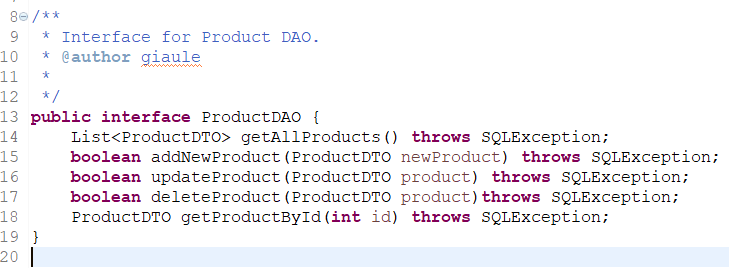 8 /**
9  * Interface for Product DAO.
10  * @author giaule
11  *
12  */
13 public interface ProductDAO {
14     List<ProductDTO> getAllProducts() throws SQLException;
15     boolean addNewProduct(ProductDTO newProduct) throws SQLException;
16     boolean updateProduct(ProductDTO product) throws SQLException;
17     boolean deleteProduct(ProductDTO product)throws SQLException;
18     ProductDTO getProductById(int id) throws SQLException;
19 }
20